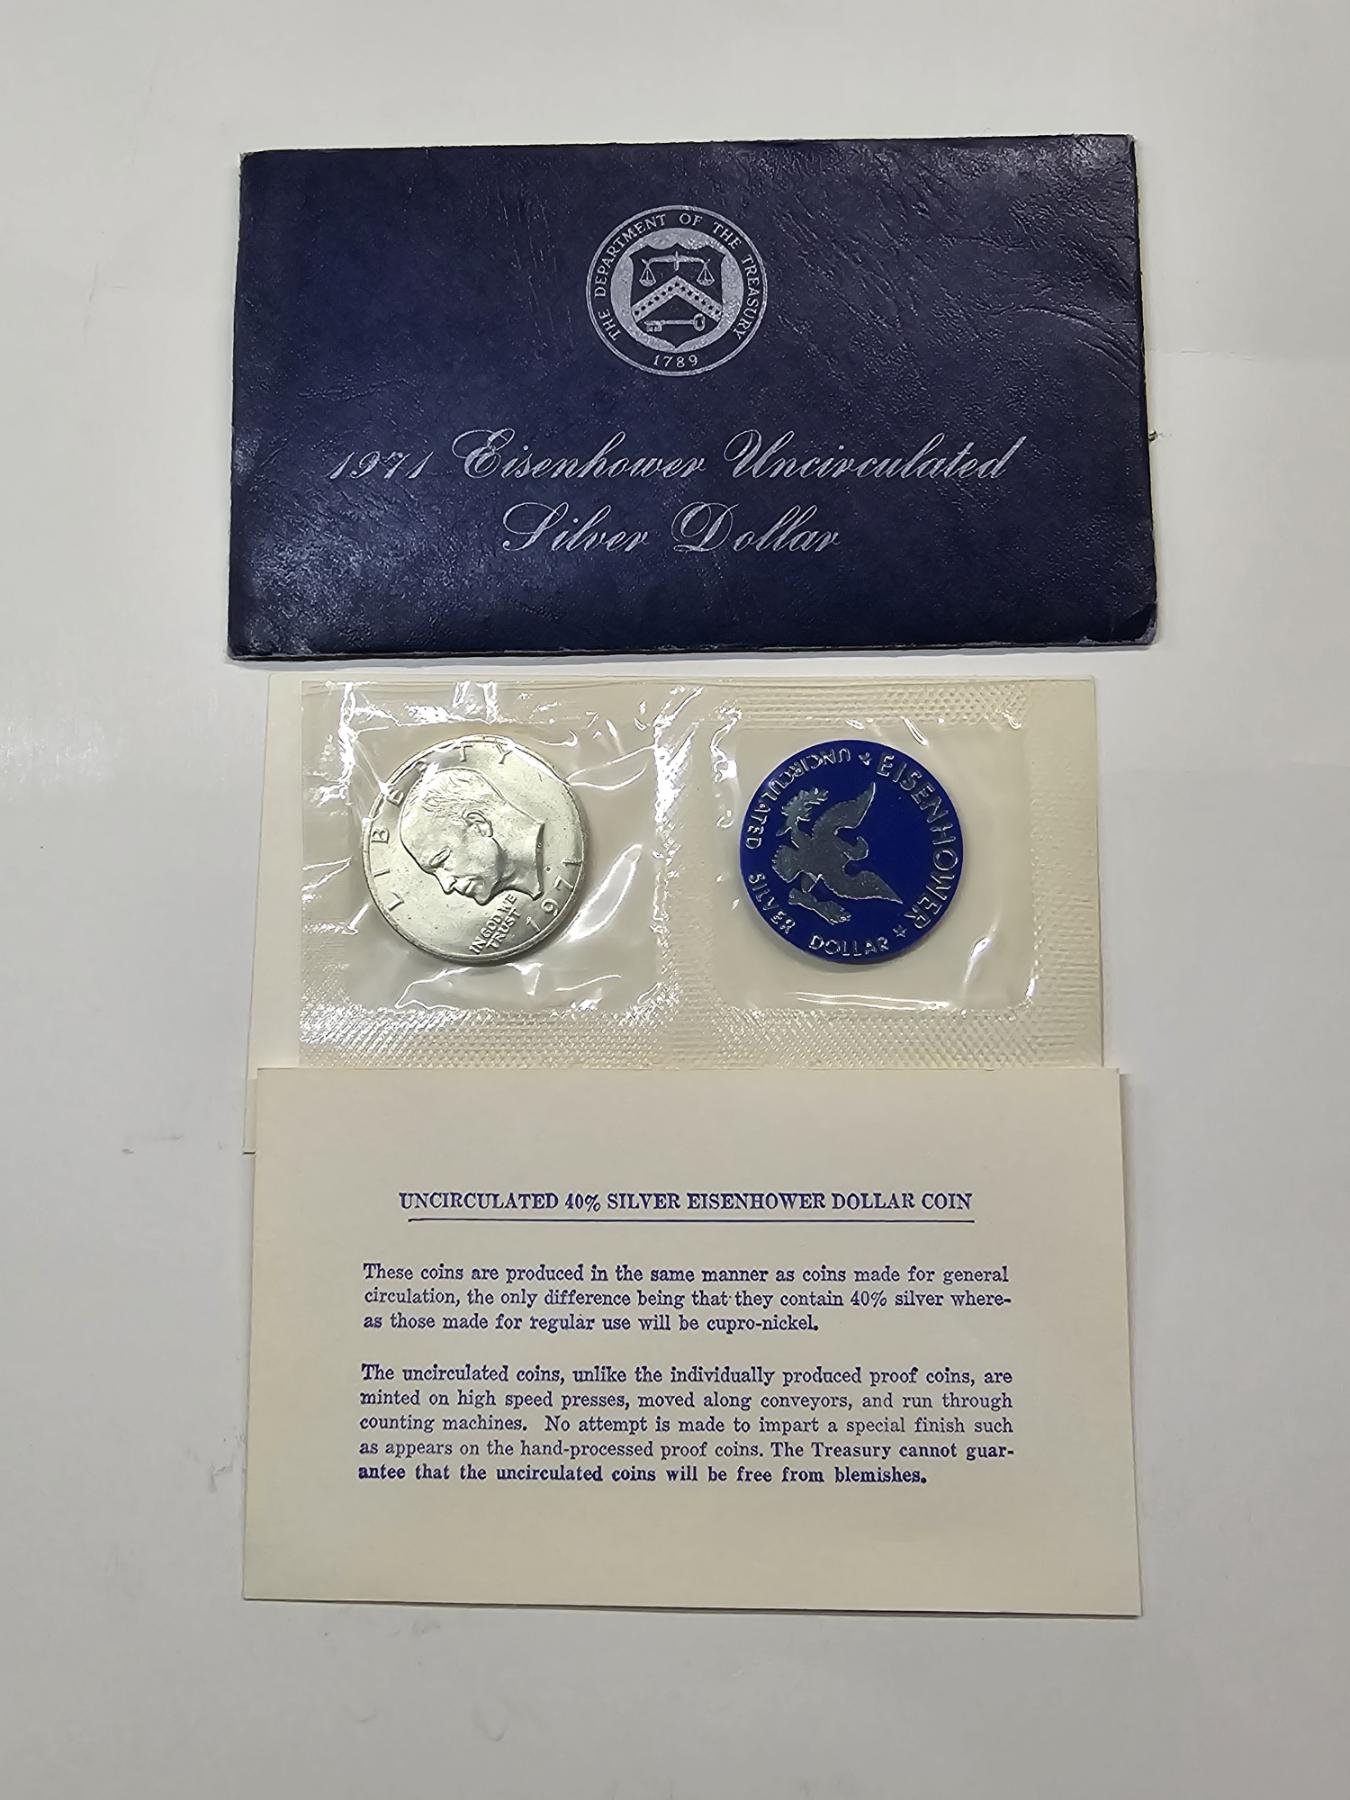 THE DEPARTMENT OF THE TREASURY
1789
1971 Eisenhower Uncirculated
Silver Dollar
LIBERTY
IN GOD WE
TRUST
1971
EISENHOWER
UNCIRCULATED SILVER DOLLAR
UNCIRCULATED 40% SILVER EISENHOWER DOLLAR COIN
These coins are produced in the same manner as coins made for general
circulation, the only difference being that they contain 40% silver where-
as those made for regular use will be cupro-nickel.
The uncirculated coins, unlike the individually produced proof coins, are
minted on high speed presses, moved along conveyors, and run through
counting machines. No attempt is made to impart a special finish such
as appears on the hand-processed proof coins. The Treasury cannot guar-
antee that the uncirculated coins will be free from blemishes.